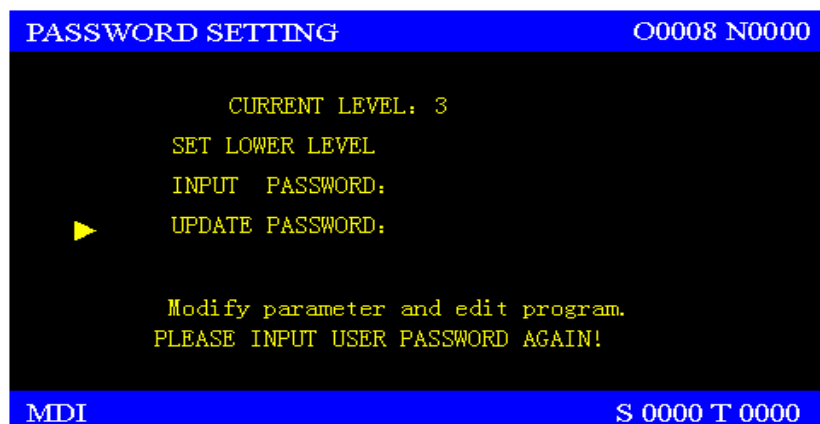 PASSWORD SETTING O0008 N0000
CURRENT LEVEL: 3
SET LOWER LEVEL
INPUT PASSWORD:
UPDATE PASSWORD:
Modify parameter and edit program.
PLEASE INPUT USER PASSWORD AGAIN!
MDI S 0000 T 0000